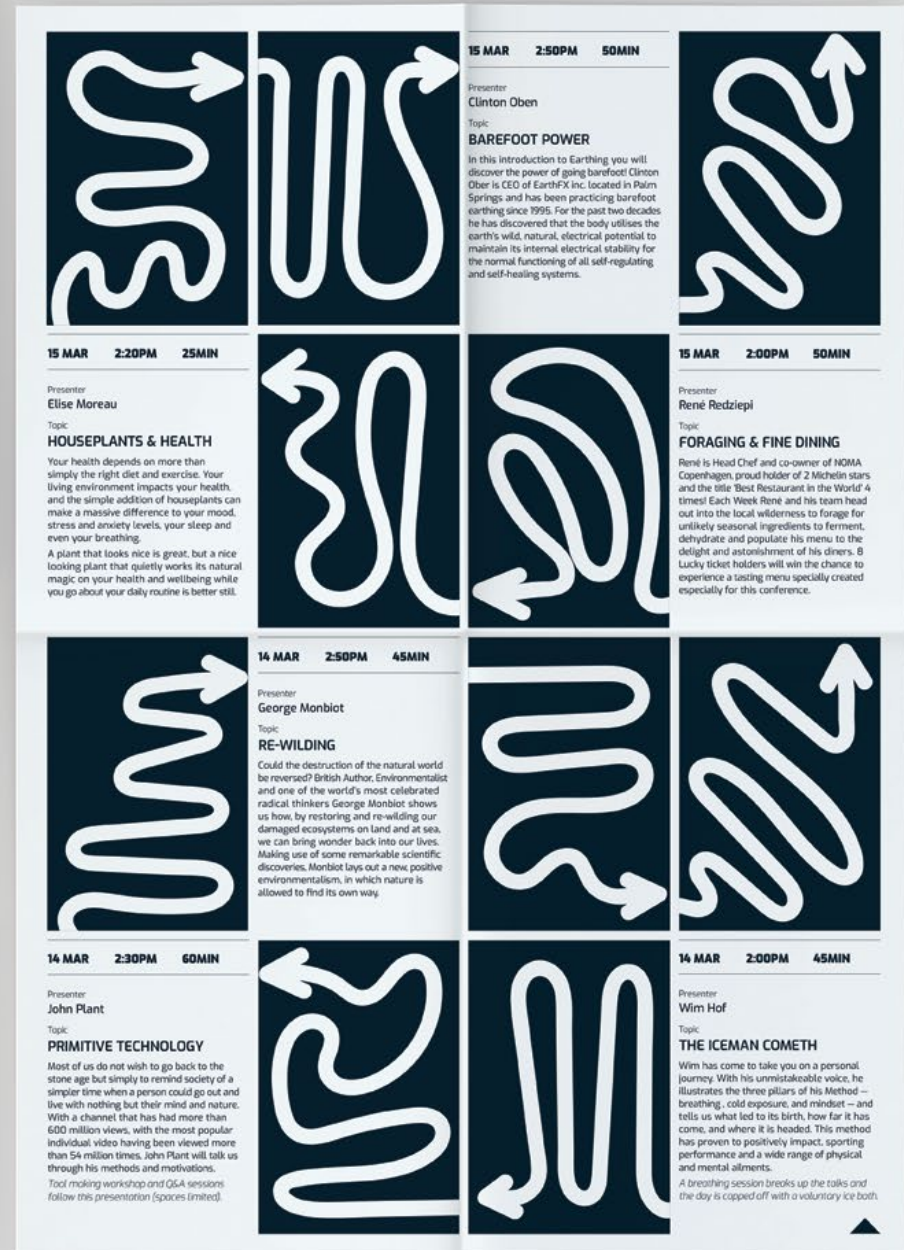 15 MAR 2:50PM 50MIN
Presenter
Clinton Oben
Topic
BAREFOOT POWER
In this introduction to Earthing you will
discover the power of going barefoot! Clinton
Ober is CEO of EarthFX inc. located in Palm
Springs and has been practicing barefoot
earthing since 1995. For the past two decades
he has discovered that the body utilises the
earth's wild, natural, electrical potential to
maintain its internal electrical stability for
the normal functioning of all self-regulating
and self-healing systems.
15 MAR 2:20PM 25MIN
Presenter
Elise Moreau
Topic
HOUSEPLANTS & HEALTH
Your health depends on more than
simply the right diet and exercise. Your
living environment impacts your health,
and the simple addition of houseplants can
make a massive difference to your mood,
stress and anxiety levels, your sleep and
even your breathing.
A plant that looks nice is great, but a nice
looking plant that quietly works its natural
magic on your health and wellbeing while
you go about your daily routine is better still.
15 MAR 2:00PM 50MIN
Presenter
René Redziepi
Topic
FORAGING & FINE DINING
René is Head Chef and co-owner of NOMA
Copenhagen, proud holder of 2 Michelin stars
and the title 'Best Restaurant in the World' 4
times! Each Week René and his team head
out into the local wilderness to forage for
unlikely seasonal ingredients to ferment,
dehydrate and populate his menu to the
delight and astonishment of his diners. 8
Lucky ticket holders will win the chance to
experience a tasting menu specially created
especially for this conference.
14 MAR 2:50PM 45MIN
Presenter
George Monbiot
Topic
RE-WILDING
Could the destruction of the natural world
be reversed? British Author, Environmentalist
and one of the world's most celebrated
radical thinkers George Monbiot shows
us how, by restoring and re-wilding our
damaged ecosystems on land and at sea,
we can bring wonder back into our lives.
Making use of some remarkable scientific
discoveries, Monbiot lays out a new, positive
environmentalism, in which nature is
allowed to find its own way.
14 MAR 2:30PM 60MIN
Presenter
John Plant
Topic
PRIMITIVE TECHNOLOGY
Most of us do not wish to go back to the
stone age but simply to remind society of a
simpler time when a person could go out and
live with nothing but their mind and nature.
With a channel that has had more than
600 million views, with the most popular
individual video having been viewed more
than 54 million times, John Plant will talk us
through his methods and motivations.
Tool making workshop and Q&A sessions
follow this presentation (spaces limited).
14 MAR 2:00PM 45MIN
Presenter
Wim Hof
Topic
THE ICEMAN COMETH
Wim has come to take you on a personal
journey. With his unmistakeable voice, he
illustrates the three pillars of his Method —
breathing , cold exposure, and mindset — and
tells us what led to its birth, how far it has
come, and where it is headed. This method
has proven to positively impact, sporting
performance and a wide range of physical
and mental ailments.
A breathing session breaks up the talks and
the day is capped off with a voluntary ice bath.